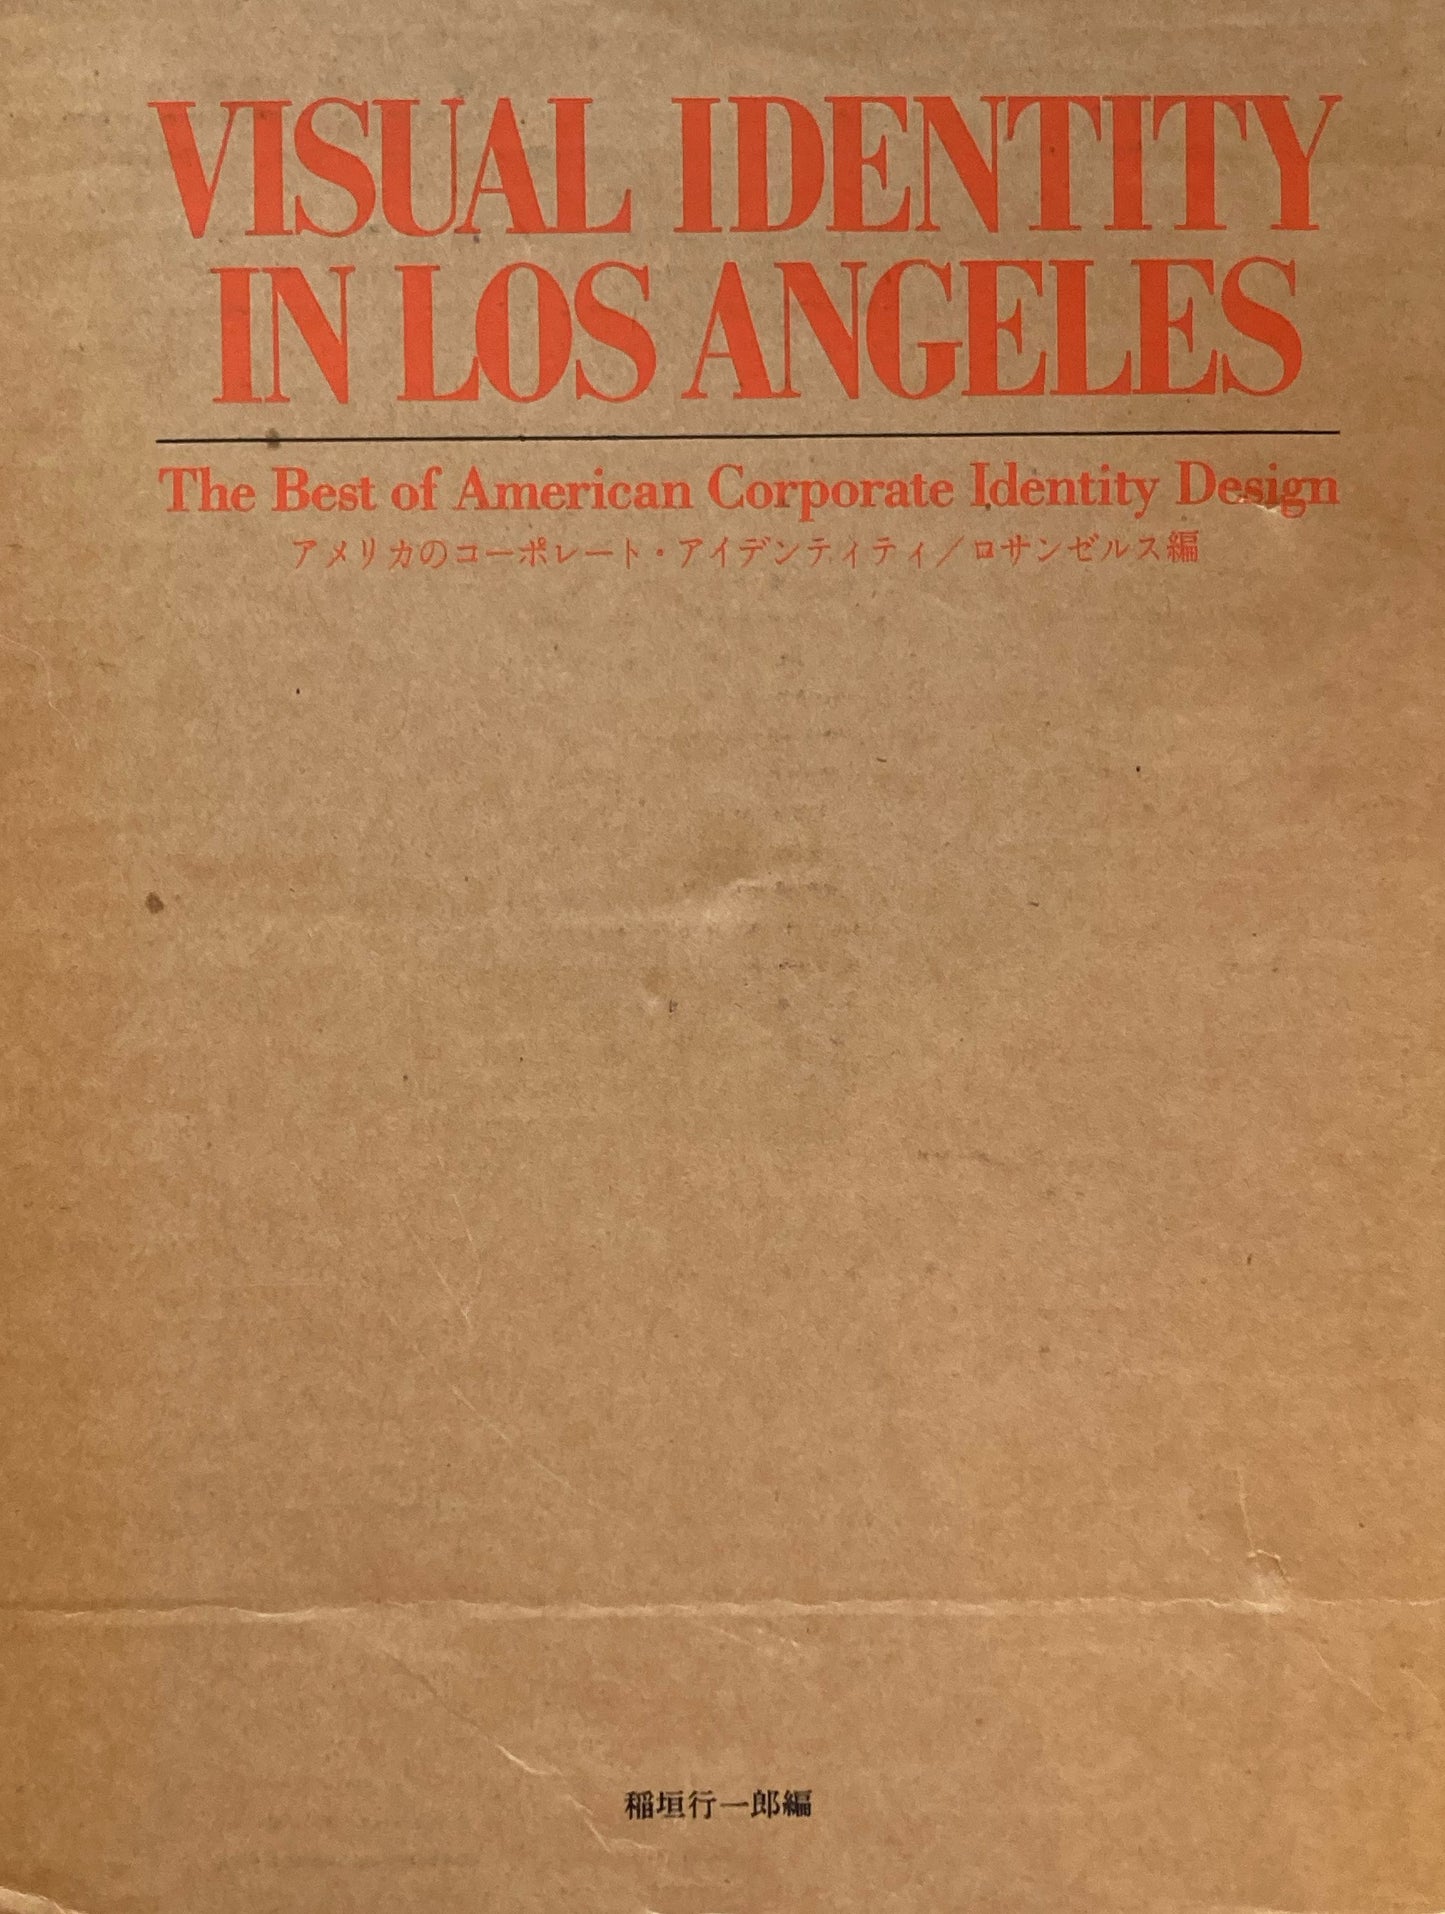 VISUAL IDENTITY
IN LOS ANGELES
The Best of American Corporate Identity Design
アメリカのコーポレート・アイデンティティ／ロサンゼルス編
稲垣行一郎編